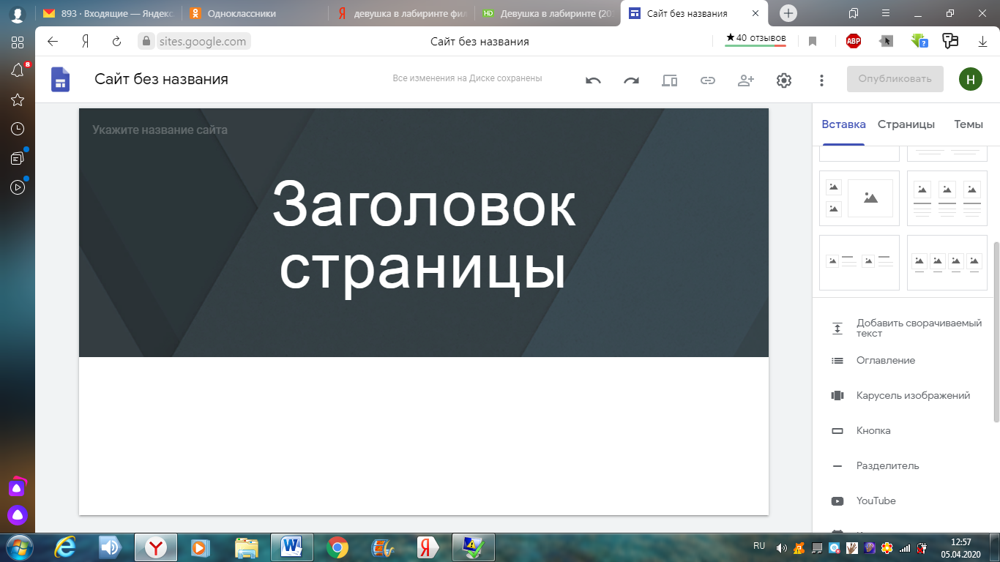 893 · Входящие — Яндекс
Одноклассники
девушка в лабиринте фил
Девушка в лабиринте (20
Сайт без названия
8
sites.google.com
Сайт без названия
★40 отзывов
ABP
?
Сайт без названия
Все изменения на Диске сохранены
Опубликовать
Н
Укажите название сайта
Заголовок
страницы
Вставка
Страницы
Темы
Добавить сворачиваемый
текст
Оглавление
Карусель изображений
Кнопка
Разделитель
YouTube
RU
12:57
05.04.2020